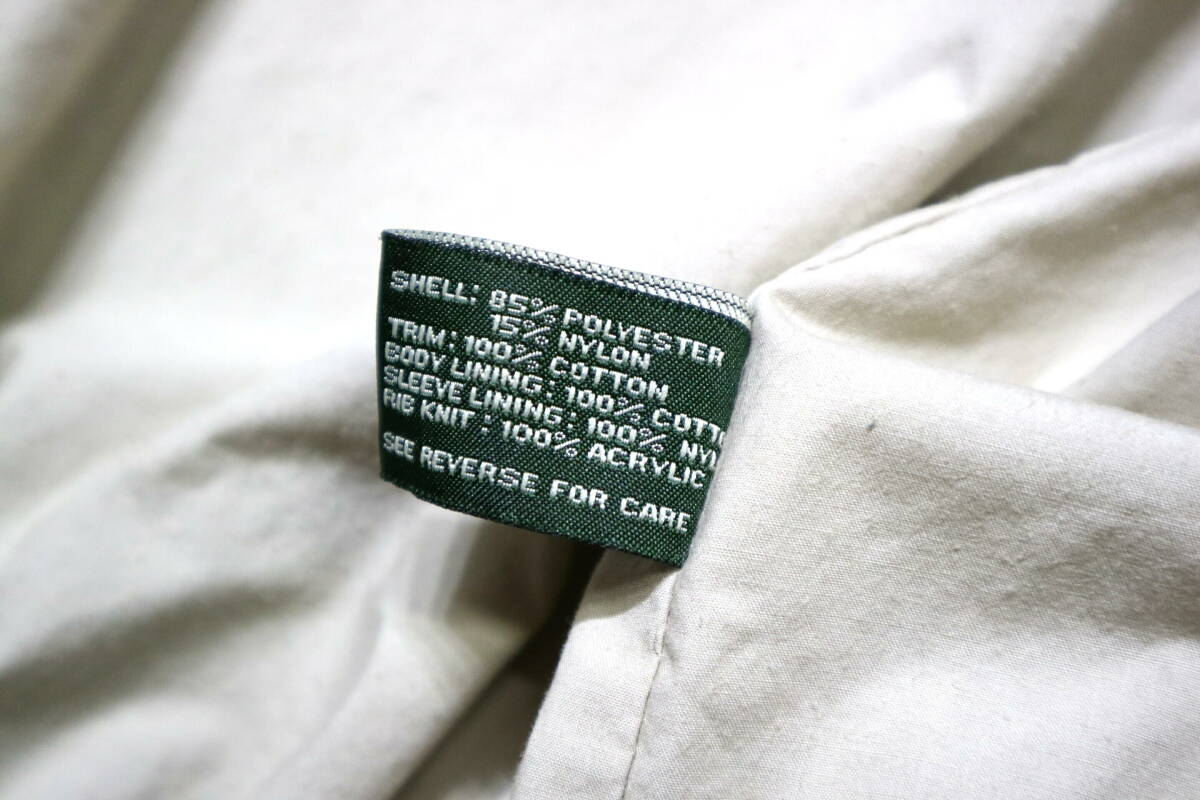 SHELL: 85% POLYESTER
15% NYLON
TRIM: 100% COTTON
BODY LINING: 100% COTTO
SLEEVE LINING: 100% NYL
RIB KNIT: 100% ACRYLIC
SEE REVERSE FOR CARE